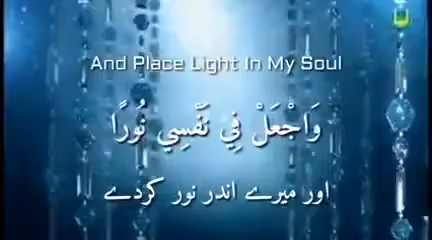 And Place Light In My Soul
وَاجْعَلْ فِي نَفْسِي نُورًا
اور میرے اندر نور کردے